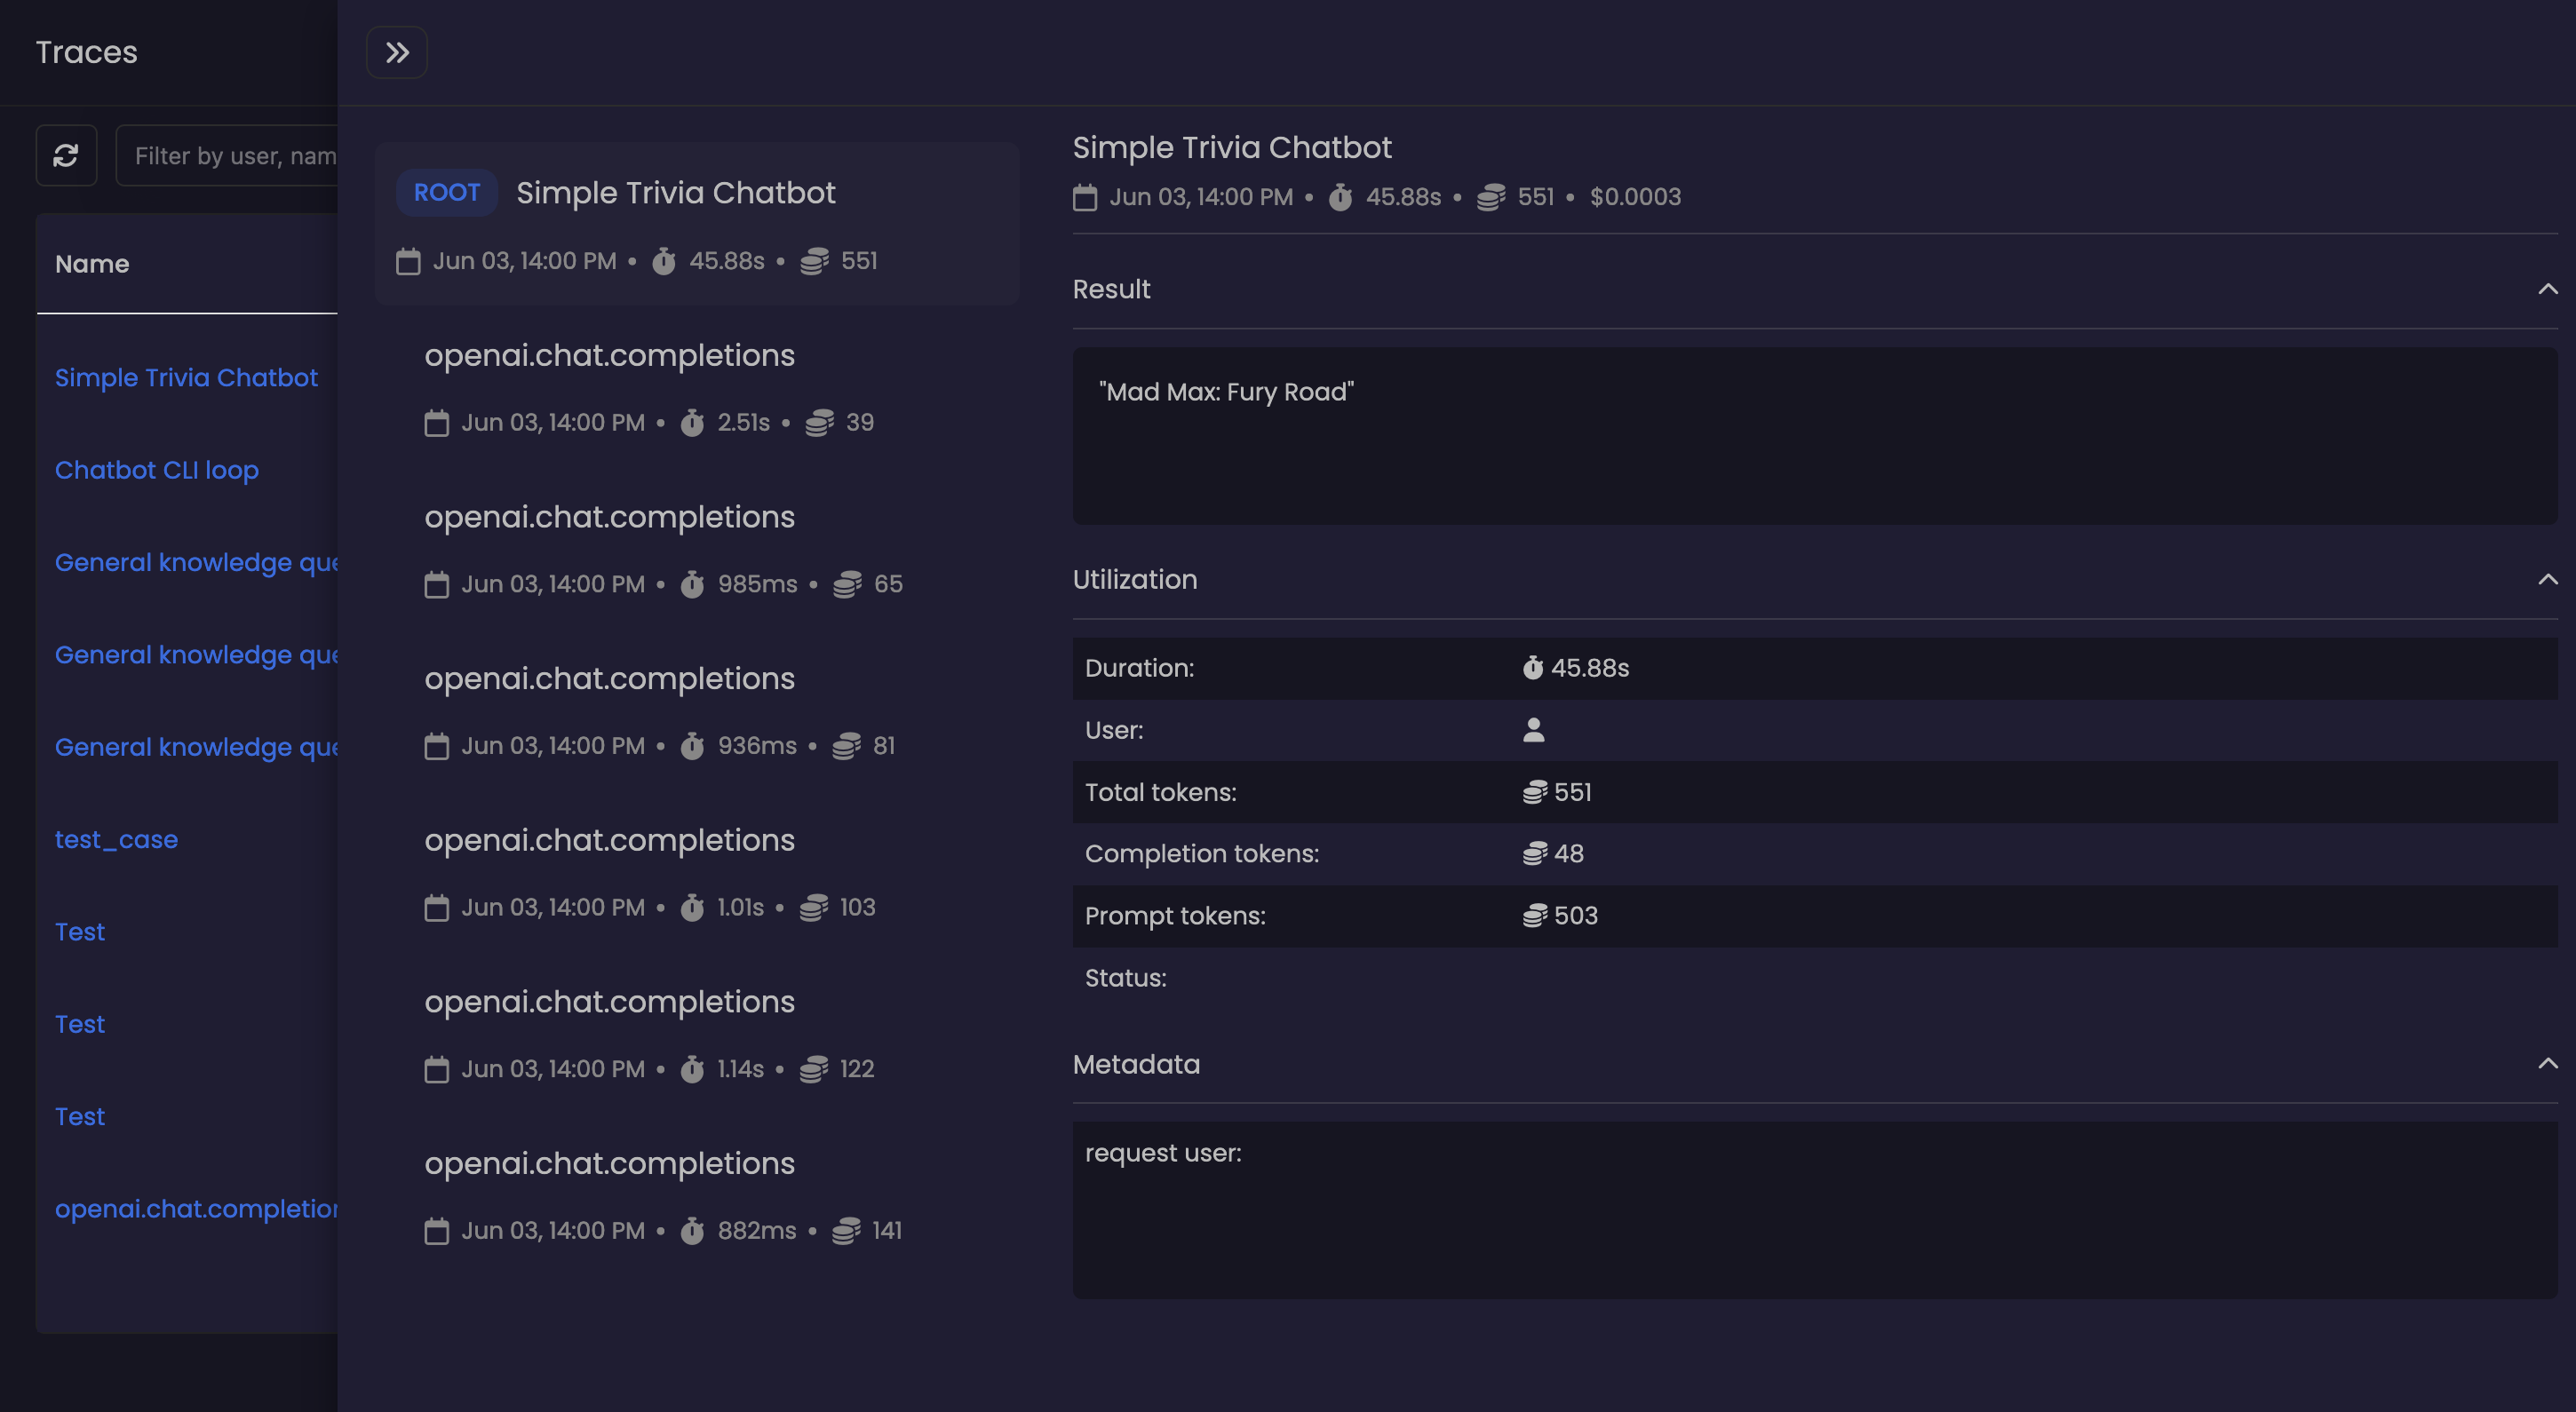 Traces
Filter by user, nam
Name
Simple Trivia Chatbot
Chatbot CLI loop
General knowledge que
General knowledge que
General knowledge que
test_case
Test
Test
Test
openai.chat.completion
ROOT Simple Trivia Chatbot
Jun 03, 14:00 PM • 45.88s • 551
openai.chat.completions
Jun 03, 14:00 PM • 2.51s • 39
openai.chat.completions
Jun 03, 14:00 PM • 985ms • 65
openai.chat.completions
Jun 03, 14:00 PM • 936ms • 81
openai.chat.completions
Jun 03, 14:00 PM • 1.01s • 103
openai.chat.completions
Jun 03, 14:00 PM • 1.14s • 122
openai.chat.completions
Jun 03, 14:00 PM • 882ms • 141
Simple Trivia Chatbot
Jun 03, 14:00 PM • 45.88s • 551 • $0.0003
Result
"Mad Max: Fury Road"
Utilization
Duration: 45.88s
User:
Total tokens: 551
Completion tokens: 48
Prompt tokens: 503
Status:
Metadata
request user: